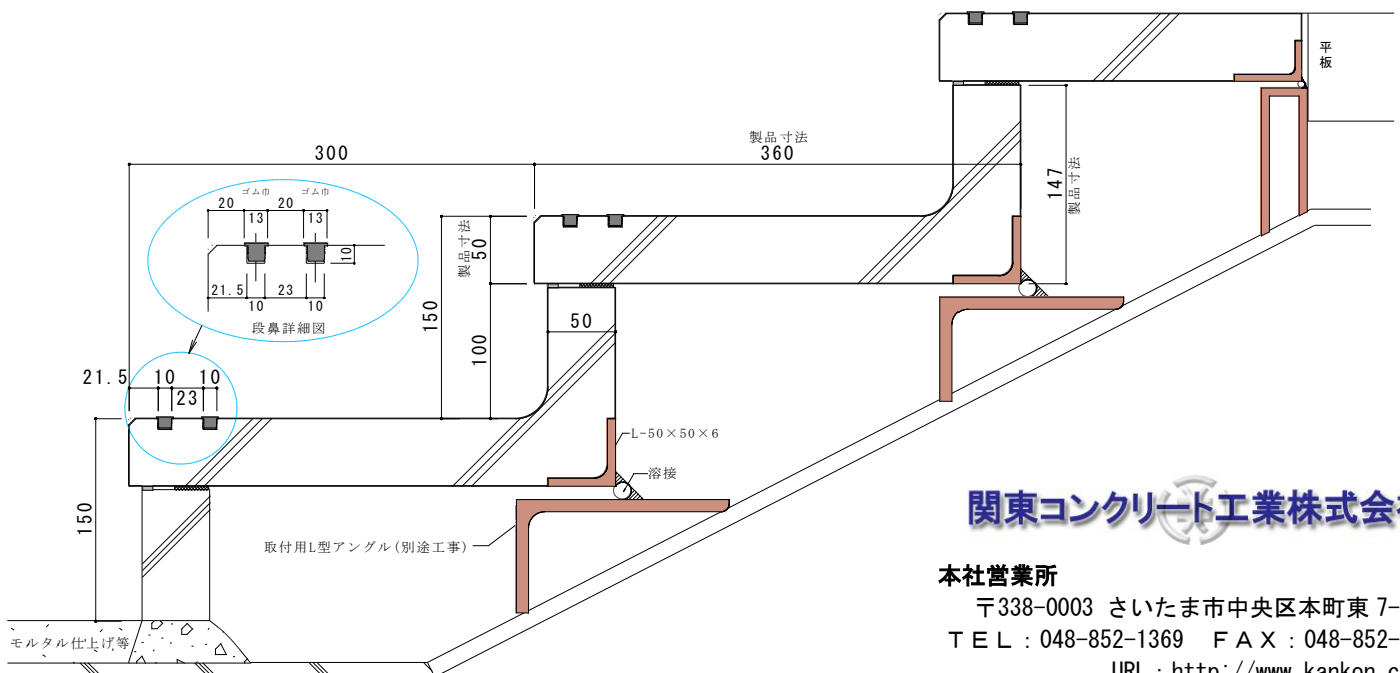 平板
製品寸法
300
360
147
製品寸法
ゴム巾 ゴム巾
20 13 20 13
10
21.5 10 23 10
段鼻詳細図
製品寸法
50
150
100
50
21.5 10 23 10
L-50×50×6
溶接
150
取付用L型アングル(別途工事)
モルタル仕上げ等
関東コンクリート工業株式会
本社営業所
〒338-0003 さいたま市中央区本町東 7-
TEL：048-852-1369 FAX：048-852-
URL：http://www.kankon.c